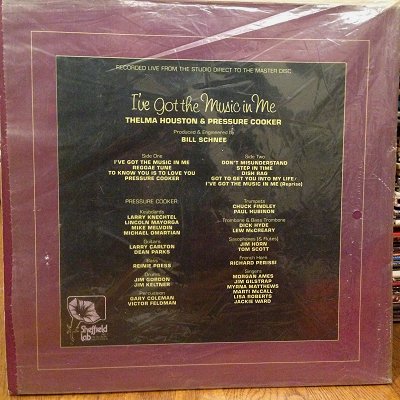 RECORDED LIVE FROM THE STUDIO DIRECT TO THE MASTER DISC
I've Got the Music in Me
THELMA HOUSTON & PRESSURE COOKER
Produced & Engineered By
BILL SCHNEE
Side One
I'VE GOT THE MUSIC IN ME
REGGAE TUNE
TO KNOW YOU IS TO LOVE YOU
PRESSURE COOKER
Side Two
DON'T MISUNDERSTAND
STEP IN TIME
DISH RAG
GOT TO GET YOU INTO MY LIFE
I'VE GOT THE MUSIC IN ME (Reprise)
PRESSURE COOKER:
Keyboards
LARRY KNECHTEL
LINCOLN MAYORGA
MIKE MELVOIN
MICHAEL OMARTIAN
Guitars
LARRY CARLTON
DEAN PARKS
Bass
REINIE PRESS
Drums
JIM GORDON
JIM KELTNER
Percussion
GARY COLEMAN
VICTOR FELDMAN
Trumpets
CHUCK FINDLEY
PAUL HUBINON
Trombone & Bass Trombone
DICK HYDE
LEW McCREARY
Saxophones (& Flutes)
JIM HORN
TOM SCOTT
French Horn
RICHARD PERISSI
Singers
MORGAN AMES
JIM GILSTRAP
MYRNA MATTHEWS
MARTI McCALL
LISA ROBERTS
JACKIE WARD
Sheffield
Lab